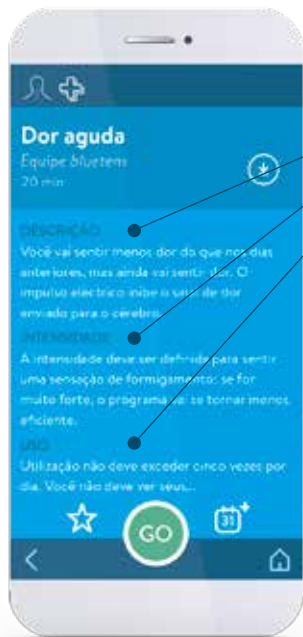 Dor aguda
Equipe bluetens
20 min
DESCRIÇÃO
Você vai sentir menos dor do que nos dias
anteriores, mas ainda vai sentir dor. O
impulso electrico inibe o sinal de dor
enviado para o cérebro.
INTENSIDADE
A intensidade deve ser definida para sentir
uma sensação de formigamento: se for
muito forte, o programa vai se tornar menos
eficiente.
USO
Utilização não deve exceder cinco vezes por
dia. Você não deve ver seus...
GO
31